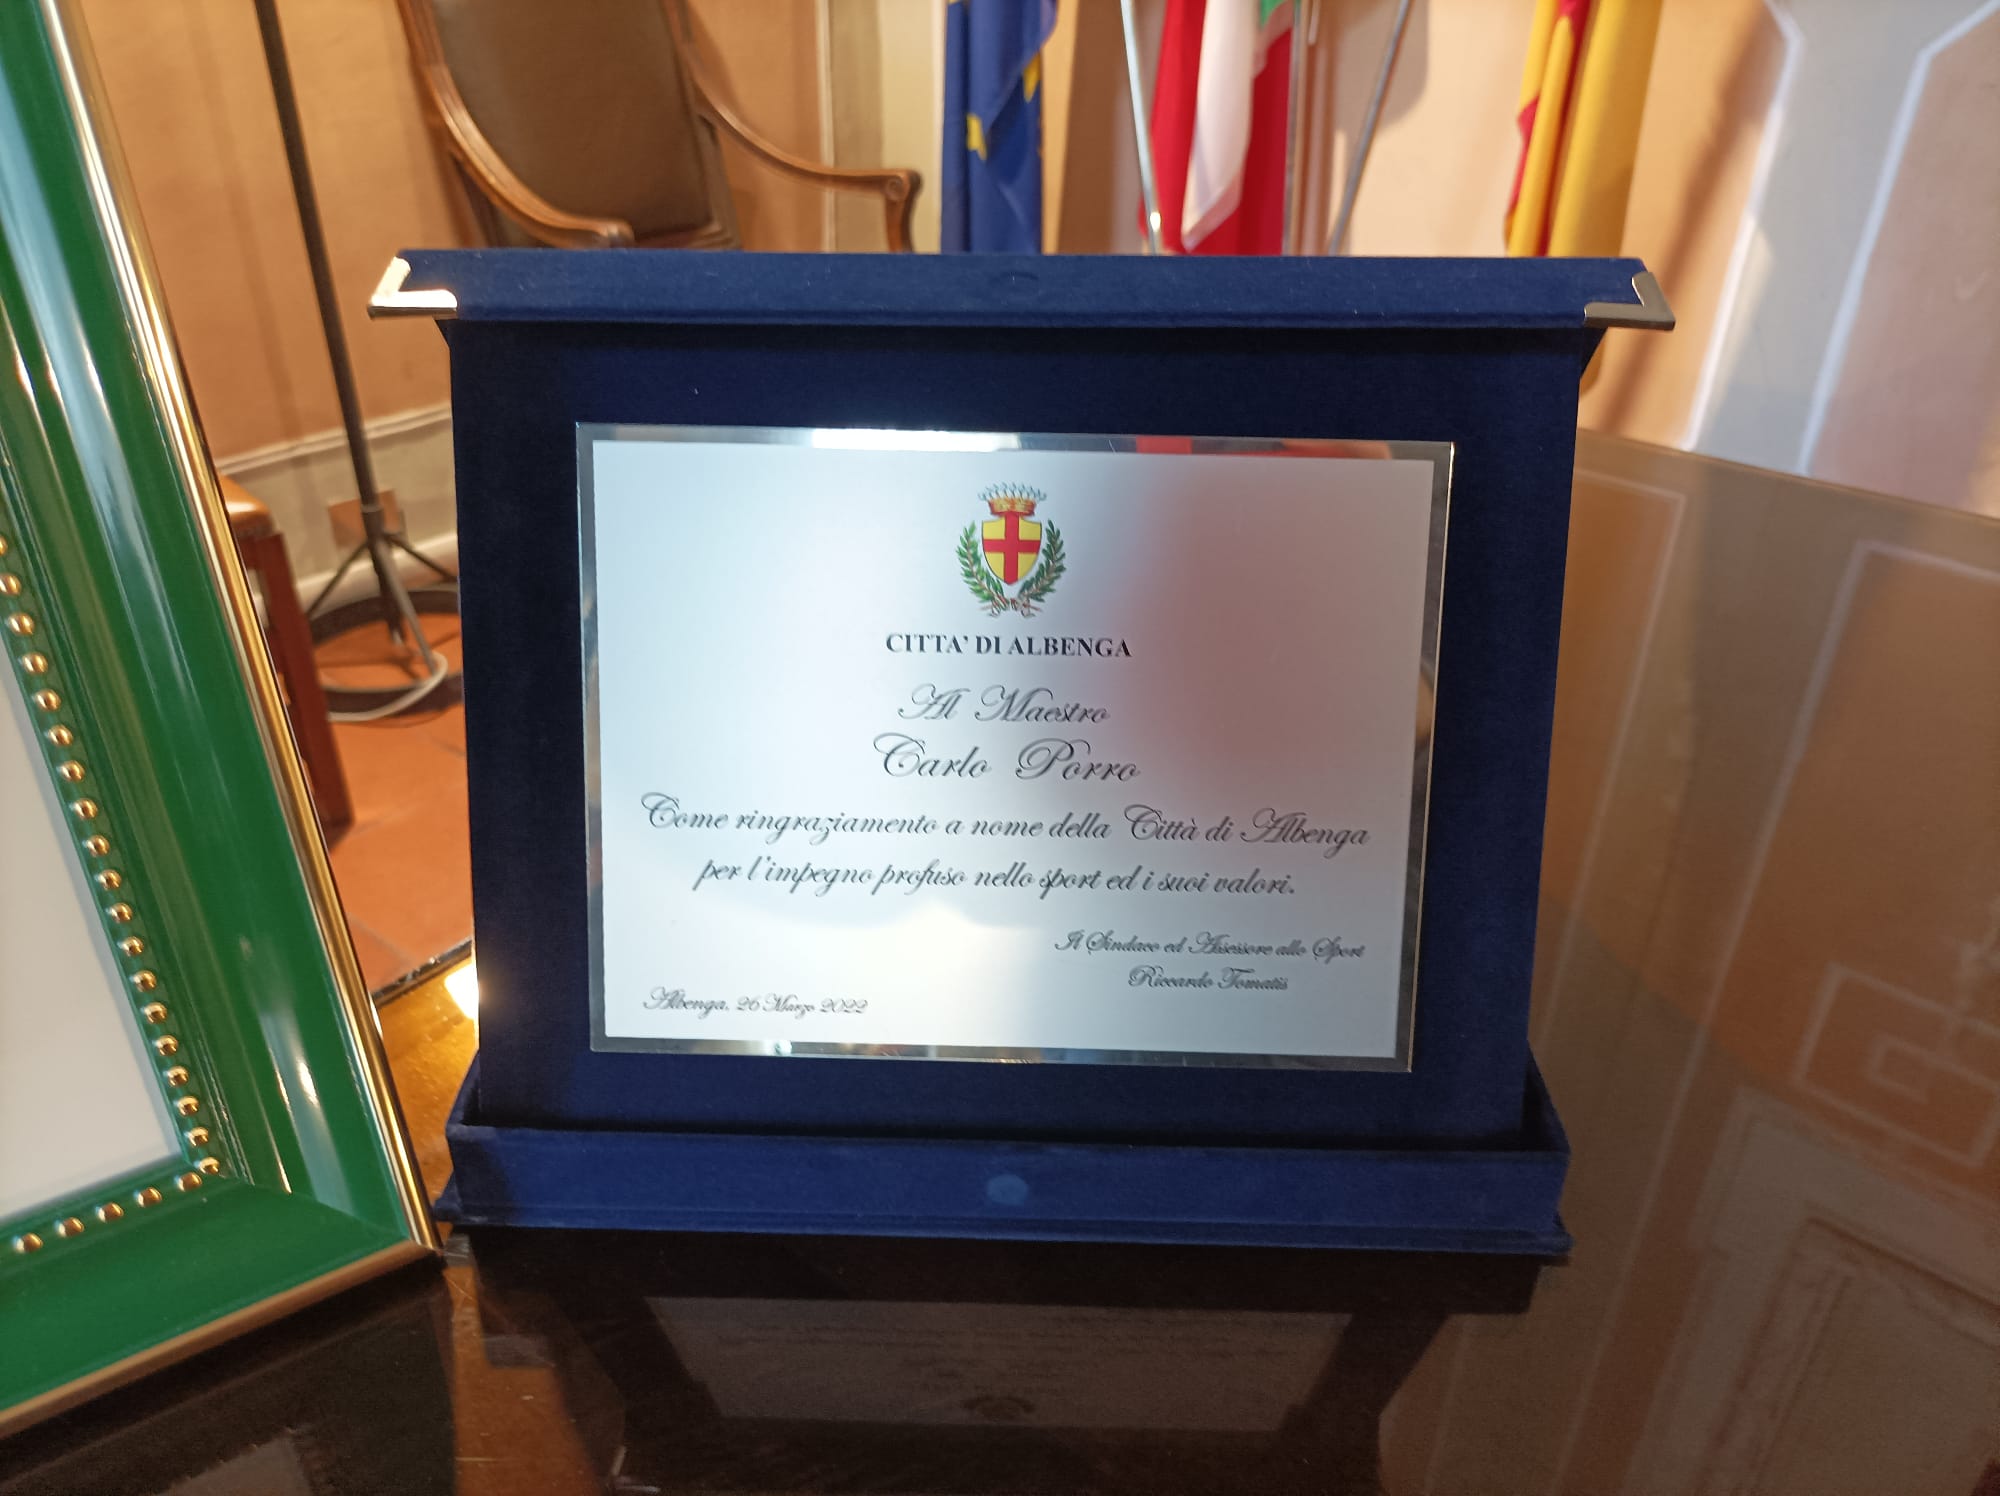 CITTA' DI ALBENGA
Al Maestro
Carlo Porro
Come ringraziamento a nome della Città di Albenga
per l'impegno profuso nello sport ed i suoi valori.
Il Sindaco ed Assessore allo Sport
Riccardo Tomatis
Albenga, 26 Marzo 2022